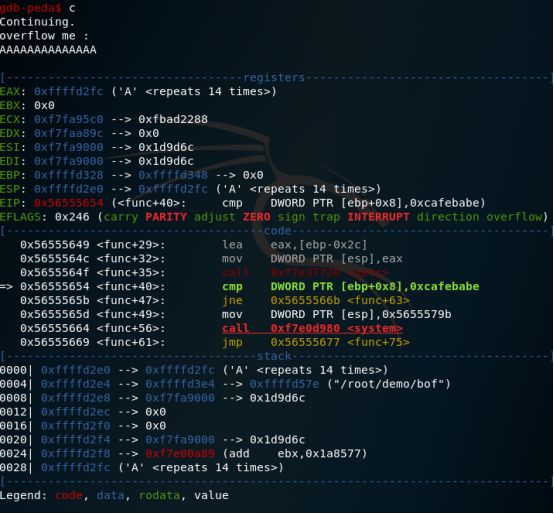 gdb-peda$ c
Continuing.
overflow me :
AAAAAAAAAAAAAA
[----------------------------------registers-----------------------------------]
EAX: 0xffffd2fc ('A' <repeats 14 times>)
EBX: 0x0
ECX: 0xf7fa95c0 --> 0xfbad2288
EDX: 0xf7faa89c --> 0x0
ESI: 0xf7fa9000 --> 0x1d9d6c
EDI: 0xf7fa9000 --> 0x1d9d6c
EBP: 0xffffd328 --> 0xffffd348 --> 0x0
ESP: 0xffffd2e0 --> 0xffffd2fc ('A' <repeats 14 times>)
EIP: 0x56555654 (<func+40>: cmp DWORD PTR [ebp+0x8],0xcafebabe)
EFLAGS: 0x246 (carry PARITY adjust ZERO sign trap INTERRUPT direction overflow)
[-------------------------------------code-------------------------------------]
0x56555649 <func+29>: lea eax,[ebp-0x2c]
0x5655564c <func+32>: mov DWORD PTR [esp],eax
0x5655564f <func+35>: call 0xf7e37720 <gets>
=> 0x56555654 <func+40>: cmp DWORD PTR [ebp+0x8],0xcafebabe
0x5655565b <func+47>: jne 0x5655566b <func+63>
0x5655565d <func+49>: mov DWORD PTR [esp],0x5655579b
0x56555664 <func+56>: call 0xf7e0d980 <system>
0x56555669 <func+61>: jmp 0x56555677 <func+75>
[------------------------------------stack-------------------------------------]
0000| 0xffffd2e0 --> 0xffffd2fc ('A' <repeats 14 times>)
0004| 0xffffd2e4 --> 0xffffd3e4 --> 0xffffd57e ("/root/demo/bof")
0008| 0xffffd2e8 --> 0xf7fa9000 --> 0x1d9d6c
0012| 0xffffd2ec --> 0x0
0016| 0xffffd2f0 --> 0x0
0020| 0xffffd2f4 --> 0xf7fa9000 --> 0x1d9d6c
0024| 0xffffd2f8 --> 0xf7e00a89 (add ebx,0x1a8577)
0028| 0xffffd2fc ('A' <repeats 14 times>)
[------------------------------------------------------------------------------]
Legend: code, data, rodata, value